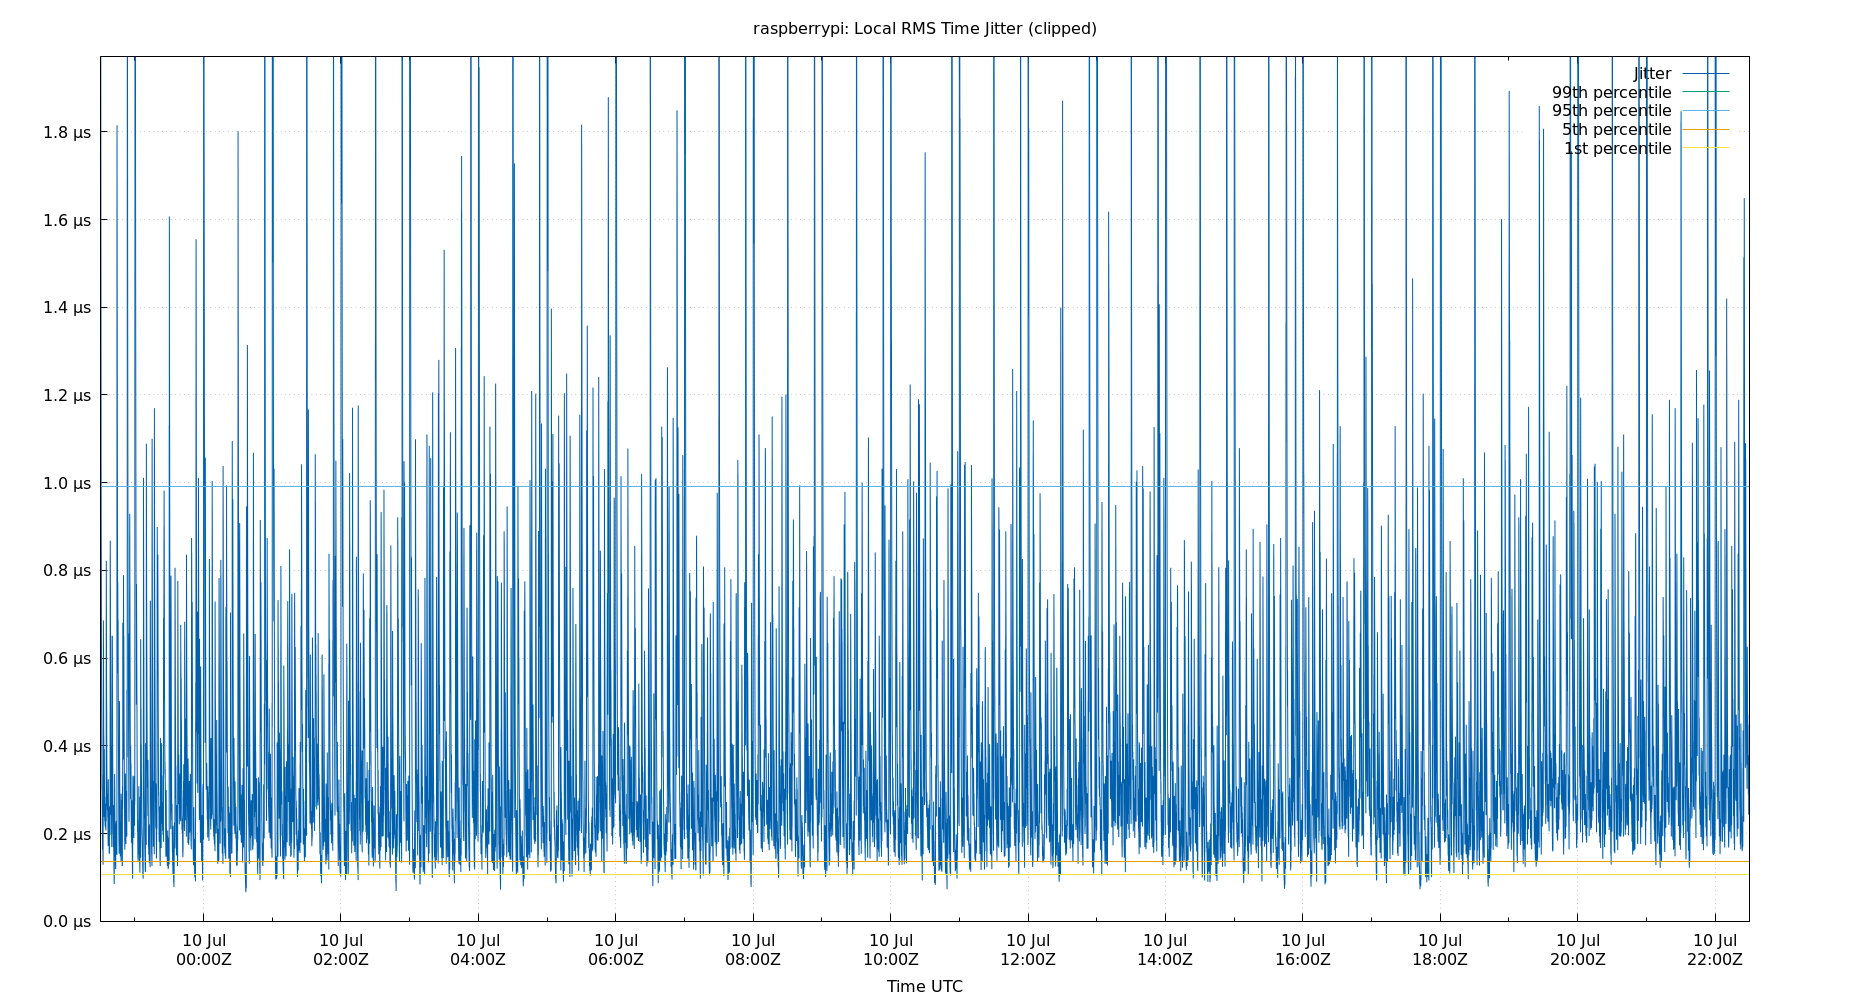 raspberrypi: Local RMS Time Jitter (clipped)
Jitter
99th percentile
95th percentile
5th percentile
1st percentile
1.8 µs
1.6 µs
1.4 µs
1.2 µs
1.0 µs
0.8 µs
0.6 µs
0.4 µs
0.2 µs
0.0 µs
10 Jul 10 Jul 10 Jul 10 Jul 10 Jul 10 Jul 10 Jul 10 Jul 10 Jul 10 Jul 10 Jul 10 Jul
00:00Z 02:00Z 04:00Z 06:00Z 08:00Z 10:00Z 12:00Z 14:00Z 16:00Z 18:00Z 20:00Z 22:00Z
Time UTC